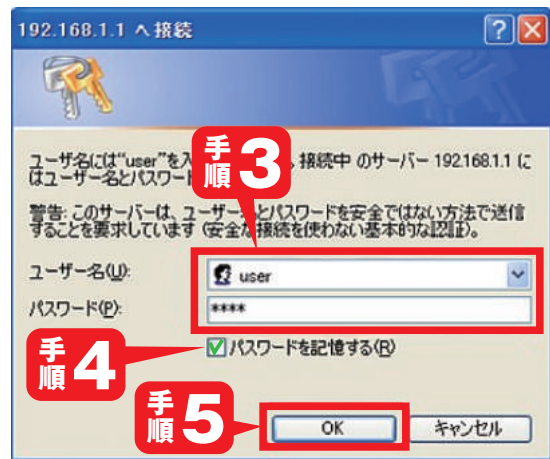 192.168.1.1 へ接続
手順3
ユーザ名には"user"を入 接続中 のサーバー 192.168.1.1 に
はユーザー名とパスワード
警告: このサーバーは、ユーザー名とパスワードを安全ではない方法で送信
することを要求しています (安全な接続を使わない基本的な認証)。
ユーザー名(U):
user
パスワード(P):
****
手順4
パスワードを記憶する(R)
手順5
OK
キャンセル